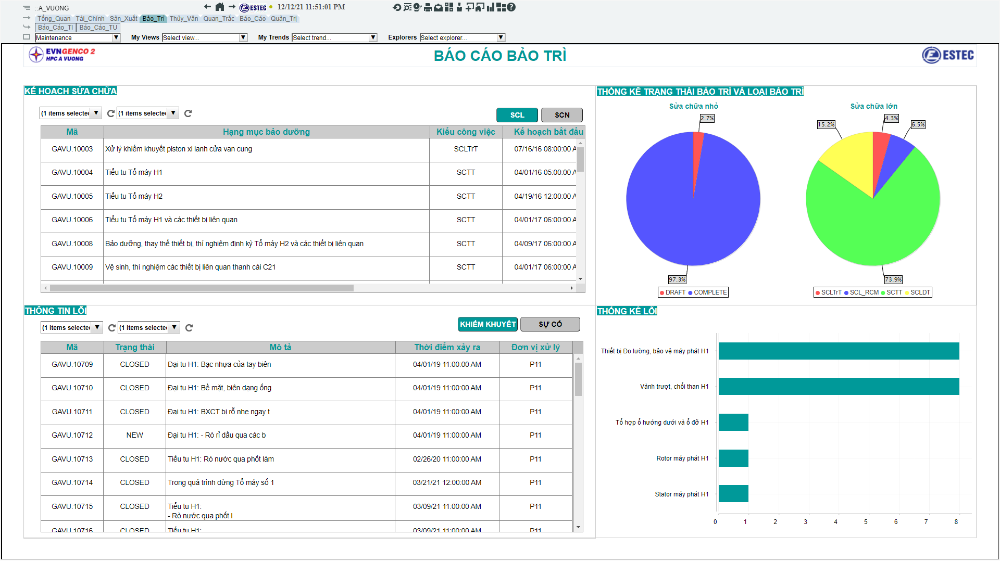 ::A_VUONG
ESTEC
12/12/21 11:51:01 PM
Tổng_Quan
Tài_Chính
Sản_Xuất
Bảo_Trì
Thủy_Văn
Quan_Trắc
Báo_Cáo
Quản_Trị
Báo_Cáo_TI
Báo_Cáo_TU
Maintenance
My Views
Select view...
My Trends
Select trend...
Explorers
Select explorer...
EVNGENCO 2
HPC A VUONG
BÁO CÁO BẢO TRÌ
ESTEC
KẾ HOẠCH SỬA CHỮA
(1 items selected
(1 items selected
SCL
SCN
Mã Hạng mục bảo dưỡng Kiểu công việc Kế hoạch bắt đầu
GAVU.10003 Xử lý khiếm khuyết piston xi lanh cửa van cung SCLTrT 07/16/16 08:00:00 A
GAVU.10004 Tiểu tu Tổ máy H1 SCTT 04/01/16 05:00:00 A
GAVU.10005 Tiểu tu Tổ máy H2 SCTT 04/19/16 12:00:00 A
GAVU.10006 Tiểu tu Tổ máy H1 và các thiết bị liên quan SCTT 04/01/17 06:00:00 A
GAVU.10008 Bảo dưỡng, thay thế thiết bị, thí nghiệm định kỳ Tổ máy H2 và các thiết bị liên quan SCTT 04/09/17 06:00:00 A
GAVU.10009 Vệ sinh, thí nghiệm các thiết bị liên quan thanh cái C21 SCTT 04/01/17 06:00:00 A
THỐNG KÊ TRẠNG THÁI BẢO TRÌ VÀ LOẠI BẢO TRÌ
Sửa chữa nhỏ
2.7%
97.3%
DRAFT COMPLETE
Sửa chữa lớn
4.3%
15.2%
6.5%
73.9%
SCLTrT SCL_RCM SCTT SCLDT
THÔNG TIN LỖI
(1 items selected
(1 items selected
KHIẾM KHUYẾT
SỰ CỐ
Mã Trạng thái Mô tả Thời điểm xảy ra Đơn vị xử lý
GAVU.10709 CLOSED Đại tu H1: Bạc nhựa của tay biên 04/01/19 11:00:00 AM P11
GAVU.10710 CLOSED Đại tu H1: Bề mặt, biên dạng ống 04/01/19 11:00:00 AM P11
GAVU.10711 CLOSED Đại tu H1: BXCT bị rỗ nhẹ ngay t 04/01/19 11:00:00 AM P11
GAVU.10712 NEW Đại tu H1: - Rò rỉ dầu qua các b 04/01/19 11:00:00 AM P11
GAVU.10713 CLOSED Tiểu tu H1: Rò nước qua phốt làm 02/26/20 11:00:00 AM P11
GAVU.10714 CLOSED Trong quá trình dừng Tổ máy số 1 03/21/21 12:00:00 AM P11
GAVU.10715 CLOSED Tiểu tu H1: 03/09/21 11:00:00 AM P11
- Rò nước qua phốt l
GAVU.10716 CLOSED Tiểu tu H1: 03/09/21 11:00:00 AM P11
THỐNG KÊ LỖI
Thiết bị Đo lường, bảo vệ máy phát H1
Vành trượt, chổi than H1
Tổ hợp ổ hướng dưới và ổ đỡ H1
Rotor máy phát H1
Stator máy phát H1
0 1 2 3 4 5 6 7 8